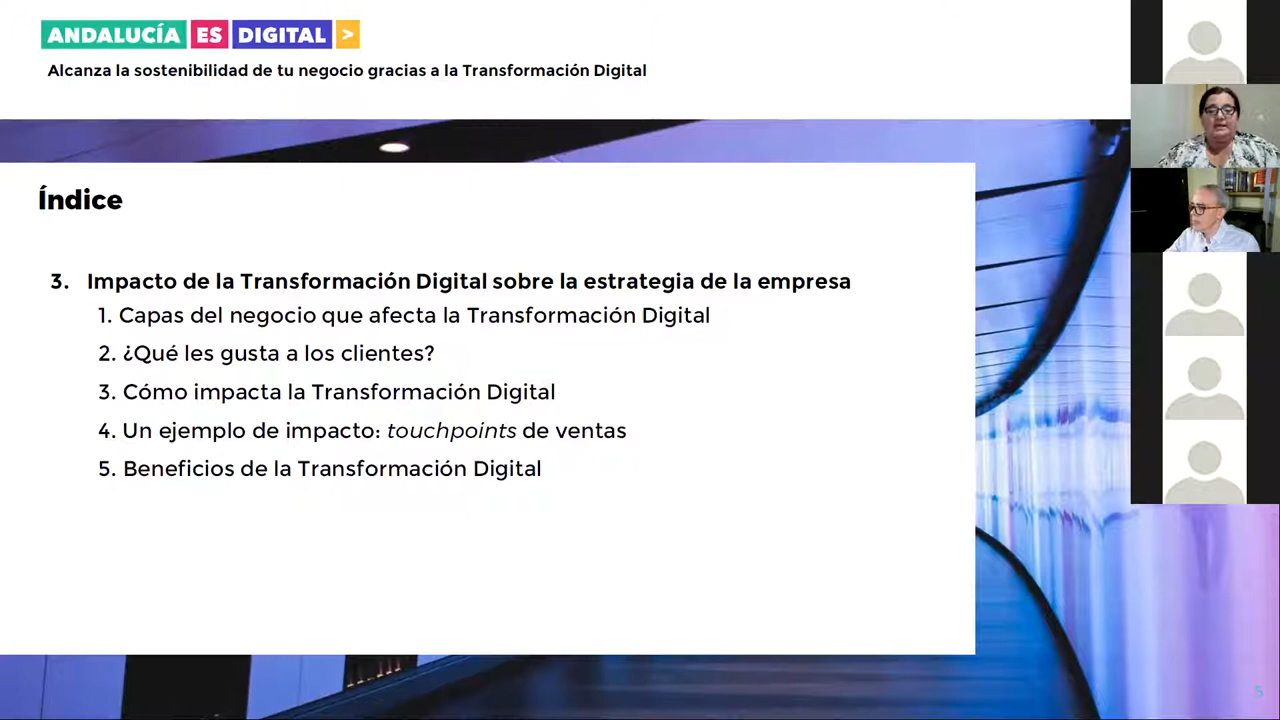 ANDALUCÍA ES DIGITAL >
Alcanza la sostenibilidad de tu negocio gracias a la Transformación Digital
Índice
3. Impacto de la Transformación Digital sobre la estrategia de la empresa
1. Capas del negocio que afecta la Transformación Digital
2. ¿Qué les gusta a los clientes?
3. Cómo impacta la Transformación Digital
4. Un ejemplo de impacto: touchpoints de ventas
5. Beneficios de la Transformación Digital
5